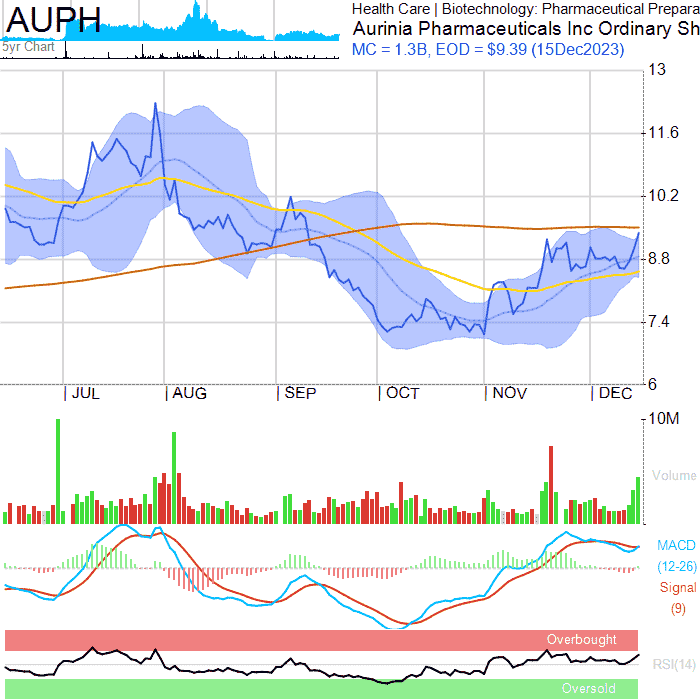 AUPH
5yr Chart
Health Care | Biotechnology: Pharmaceutical Prepara
Aurinia Pharmaceuticals Inc Ordinary Sh
MC = 1.3B, EOD = $9.39 (15Dec2023)
13
11.6
10.2
8.8
7.4
6
JUL AUG SEP OCT NOV DEC
10M
Volume
MACD
(12-26)
Signal
(9)
Overbought
RSI(14)
Oversold